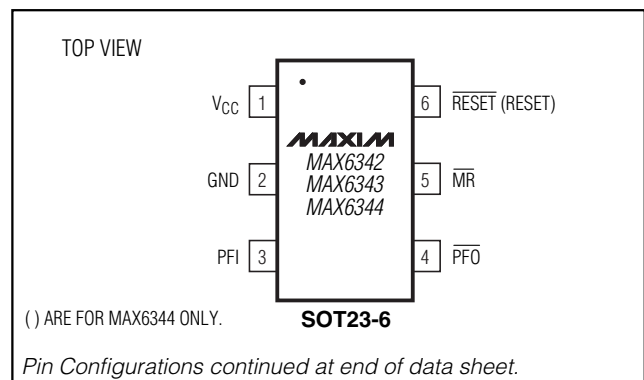 TOP VIEW
VCC 1
6 RESET (RESET)
MAXIM
MAX6342
MAX6343
MAX6344
GND 2
5 MR
PFI 3
4 PFO
( ) ARE FOR MAX6344 ONLY.
SOT23-6
Pin Configurations continued at end of data sheet.